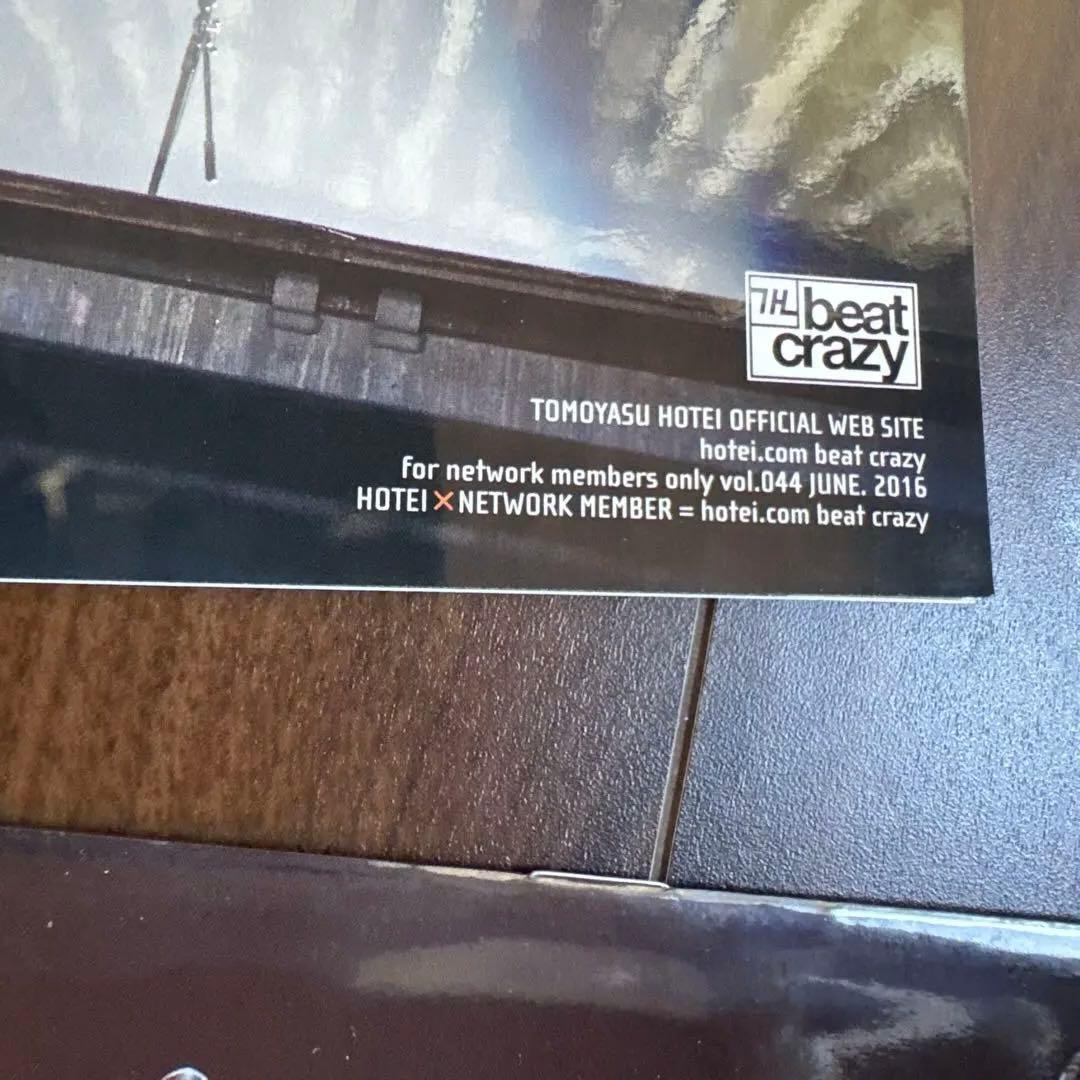 TH beat
crazy
TOMOYASU HOTEI OFFICIAL WEB SITE
hotei.com beat crazy
for network members only vol.044 JUNE. 2016
HOTEI×NETWORK MEMBER = hotei.com beat crazy